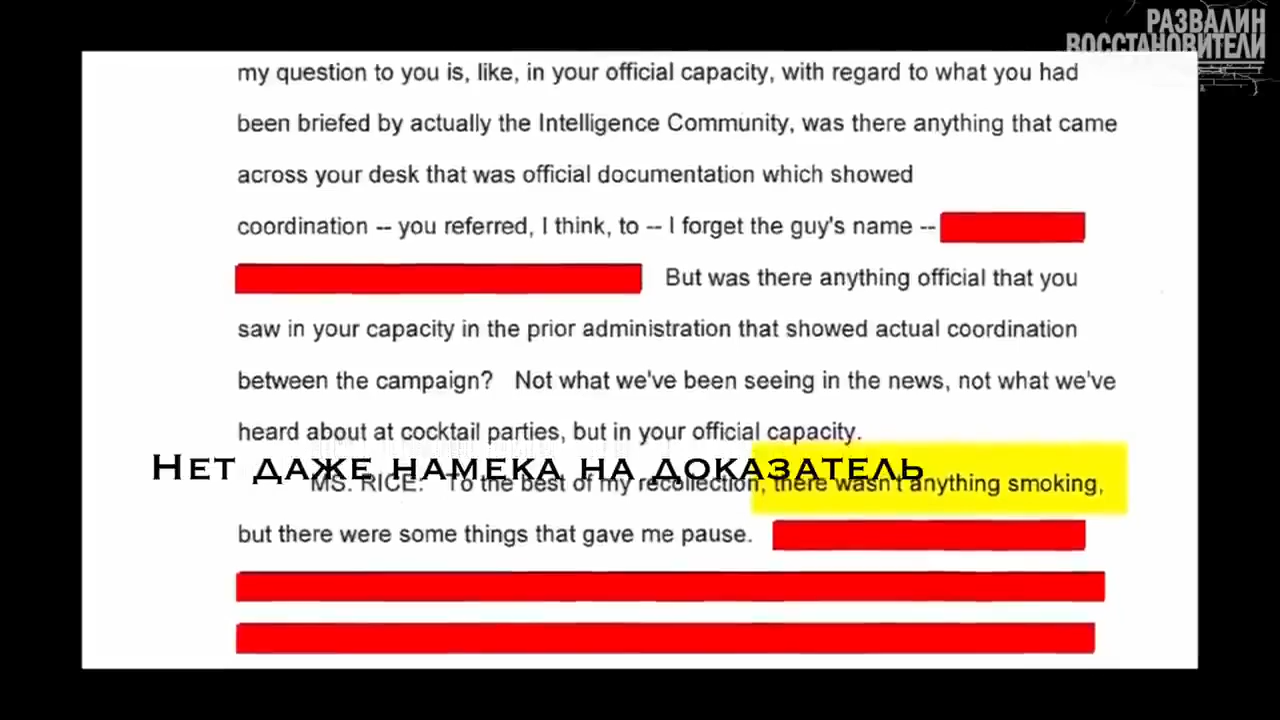 РАЗВАЛИН
ВОССТАНОВИТЕЛИ
my question to you is, like, in your official capacity, with regard to what you had
been briefed by actually the Intelligence Community, was there anything that came
across your desk that was official documentation which showed
coordination -- you referred, I think, to -- I forget the guy's name --
But was there anything official that you
saw in your capacity in the prior administration that showed actual coordination
between the campaign? Not what we've been seeing in the news, not what we've
heard about at cocktail parties, but in your official capacity.
Нет даже намека на доказатель
MS. RICE: To the best of my recollection, there wasn't anything smoking,
but there were some things that gave me pause.